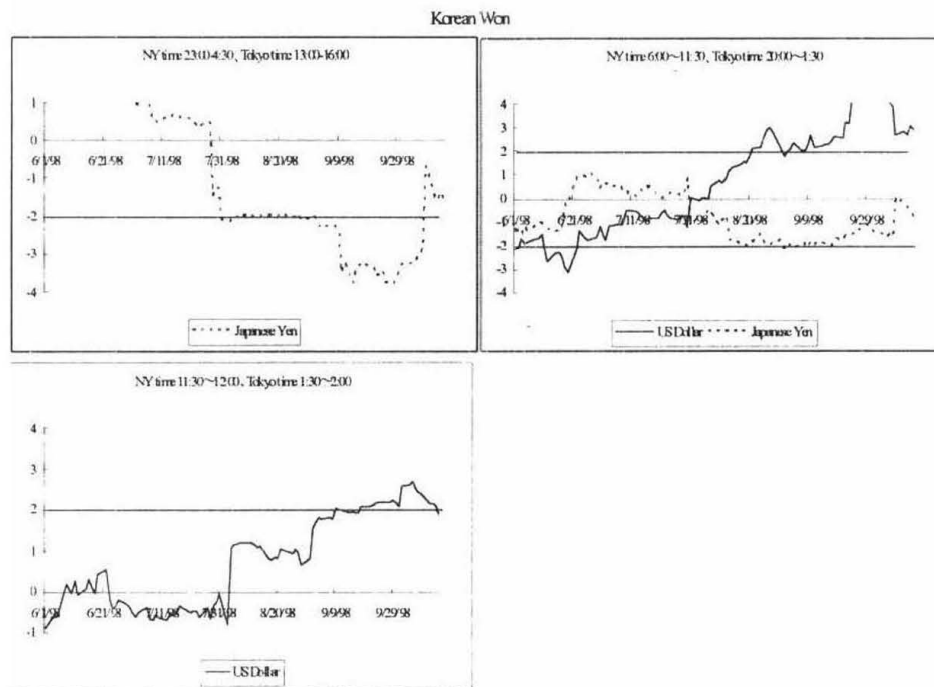 Korean Won
NY time 23:00-4:30, Tokyo time 13:00-16:00
1
0
6/1/98 6/21/98 7/11/98 7/31/98 8/21/98 9/9/98 9/29/98
-1
-2
-3
-4
Japanese Yen
NY time 6:00~11:30, Tokyo time 20:00~1:30
4
3
2
1
0
6/1/98 6/21/98 7/11/98 7/31/98 8/20/98 9/9/98 9/29/98
-1
-2
-3
-4
US Dollar Japanese Yen
NY time 11:30~12:00, Tokyo time 1:30~2:00
4
3
2
1
0
6/1/98 6/21/98 7/11/98 7/31/98 8/20/98 9/9/98 9/29/98
-1
US Dollar